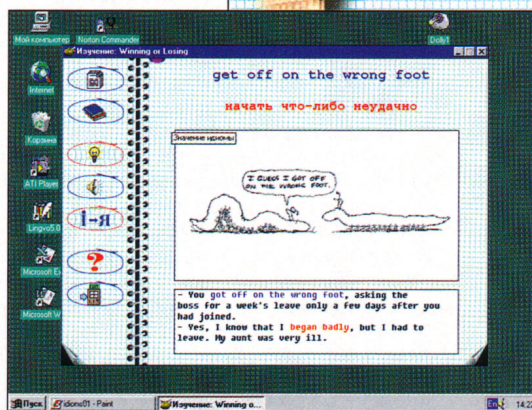 Мой компьютер
Norton Commander
Dolly1
Internet
Корзина
ATI Player
Lingvo5.0
Microsoft Ex
Microsoft W
Изучение: Winning or Losing
get off on the wrong foot
начать что-либо неудачно
Значение идиомы
I GUESS I GOT OFF
ON THE WRONG FOOT.
i→Я
?
- You got off on the wrong foot, asking the
boss for a week's leave only a few days after you
had joined.
- Yes, I know that I began badly, but I had to
leave. My aunt was very ill.
Пуск
idioms01 - Paint
Изучение: Winning o...
En
14:2